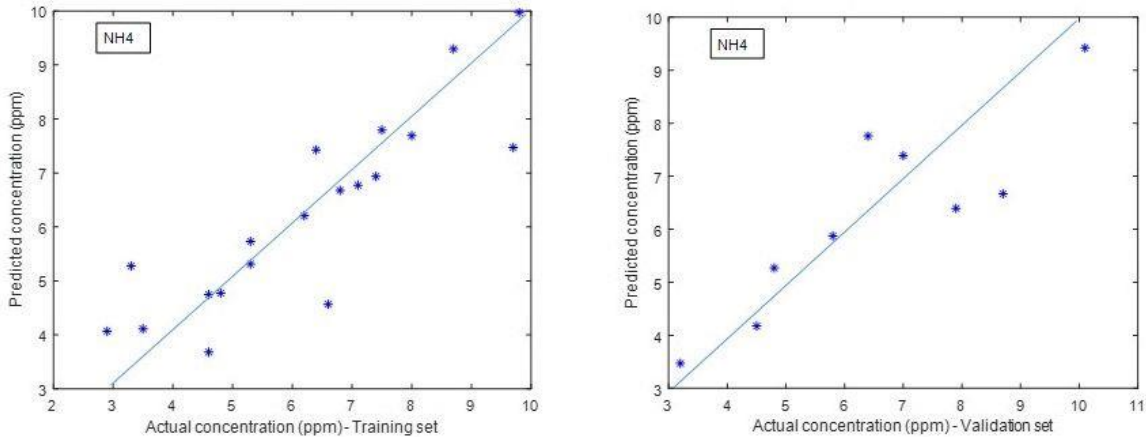 NH4
Predicted concentration (ppm)
10
9
8
7
6
5
4
3
2 3 4 5 6 7 8 9 10
Actual concentration (ppm) - Training set
NH4
Predicted concentration (ppm)
10
9
8
7
6
5
4
3
3 4 5 6 7 8 9 10 11
Actual concentration (ppm) - Validation set